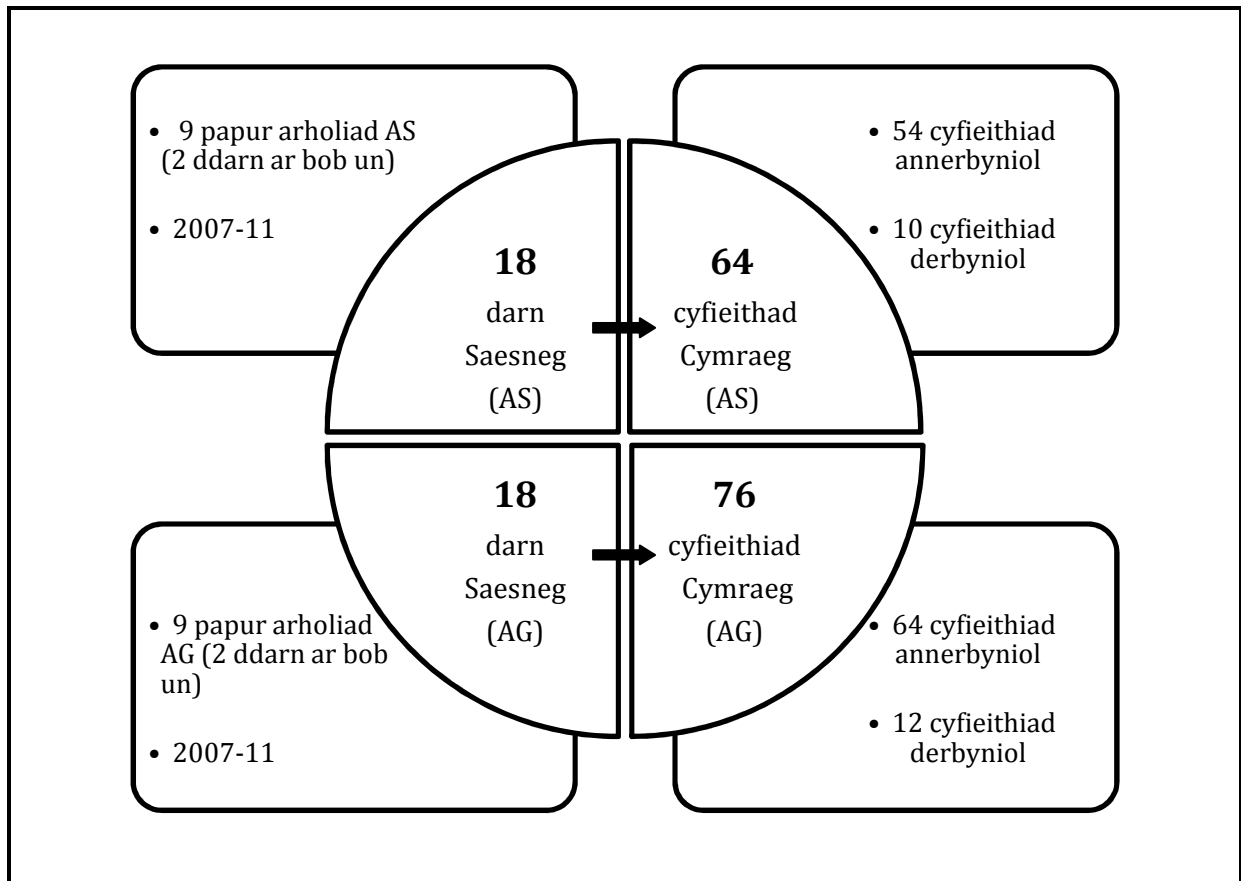 • 9 papur arholiad AS
(2 ddarn ar bob un)
• 2007-11
18
darn
Saesneg
(AS)
64
cyfieithad
Cymraeg
(AS)
• 54 cyfieithiad
annerbyniol
• 10 cyfieithiad
derbyniol
• 9 papur arholiad
AG (2 ddarn ar bob
un)
• 2007-11
18
darn
Saesneg
(AG)
76
cyfieithiad
Cymraeg
(AG)
• 64 cyfieithiad
annerbyniol
• 12 cyfieithiad
derbyniol